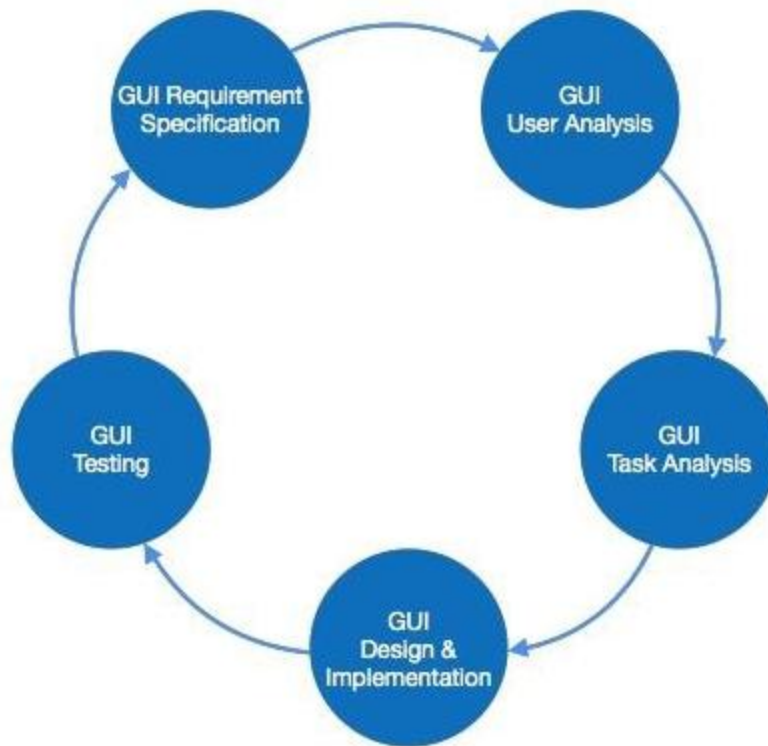 GUI Requirement
Specification
GUI
User Analysis
GUI
Task Analysis
GUI
Design &
Implementation
GUI
Testing